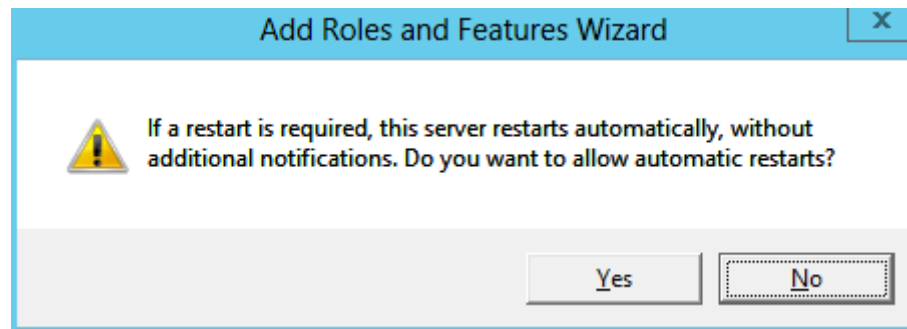 Add Roles and Features Wizard
x
If a restart is required, this server restarts automatically, without
additional notifications. Do you want to allow automatic restarts?
Yes
No